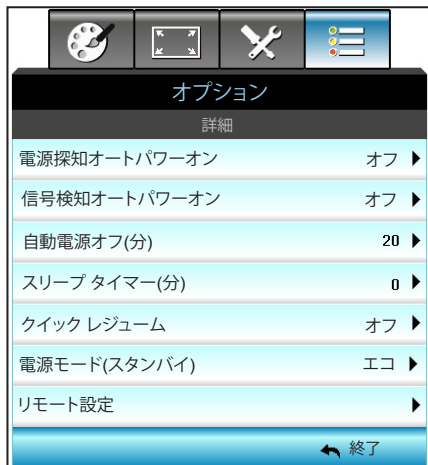 オプション
詳細
電源探知オートパワーオン オフ
信号検知オートパワーオン オフ
自動電源オフ(分) 20
スリープ タイマー(分) 0
クイック レジューム オフ
電源モード(スタンバイ) エコ
リモート設定
終了